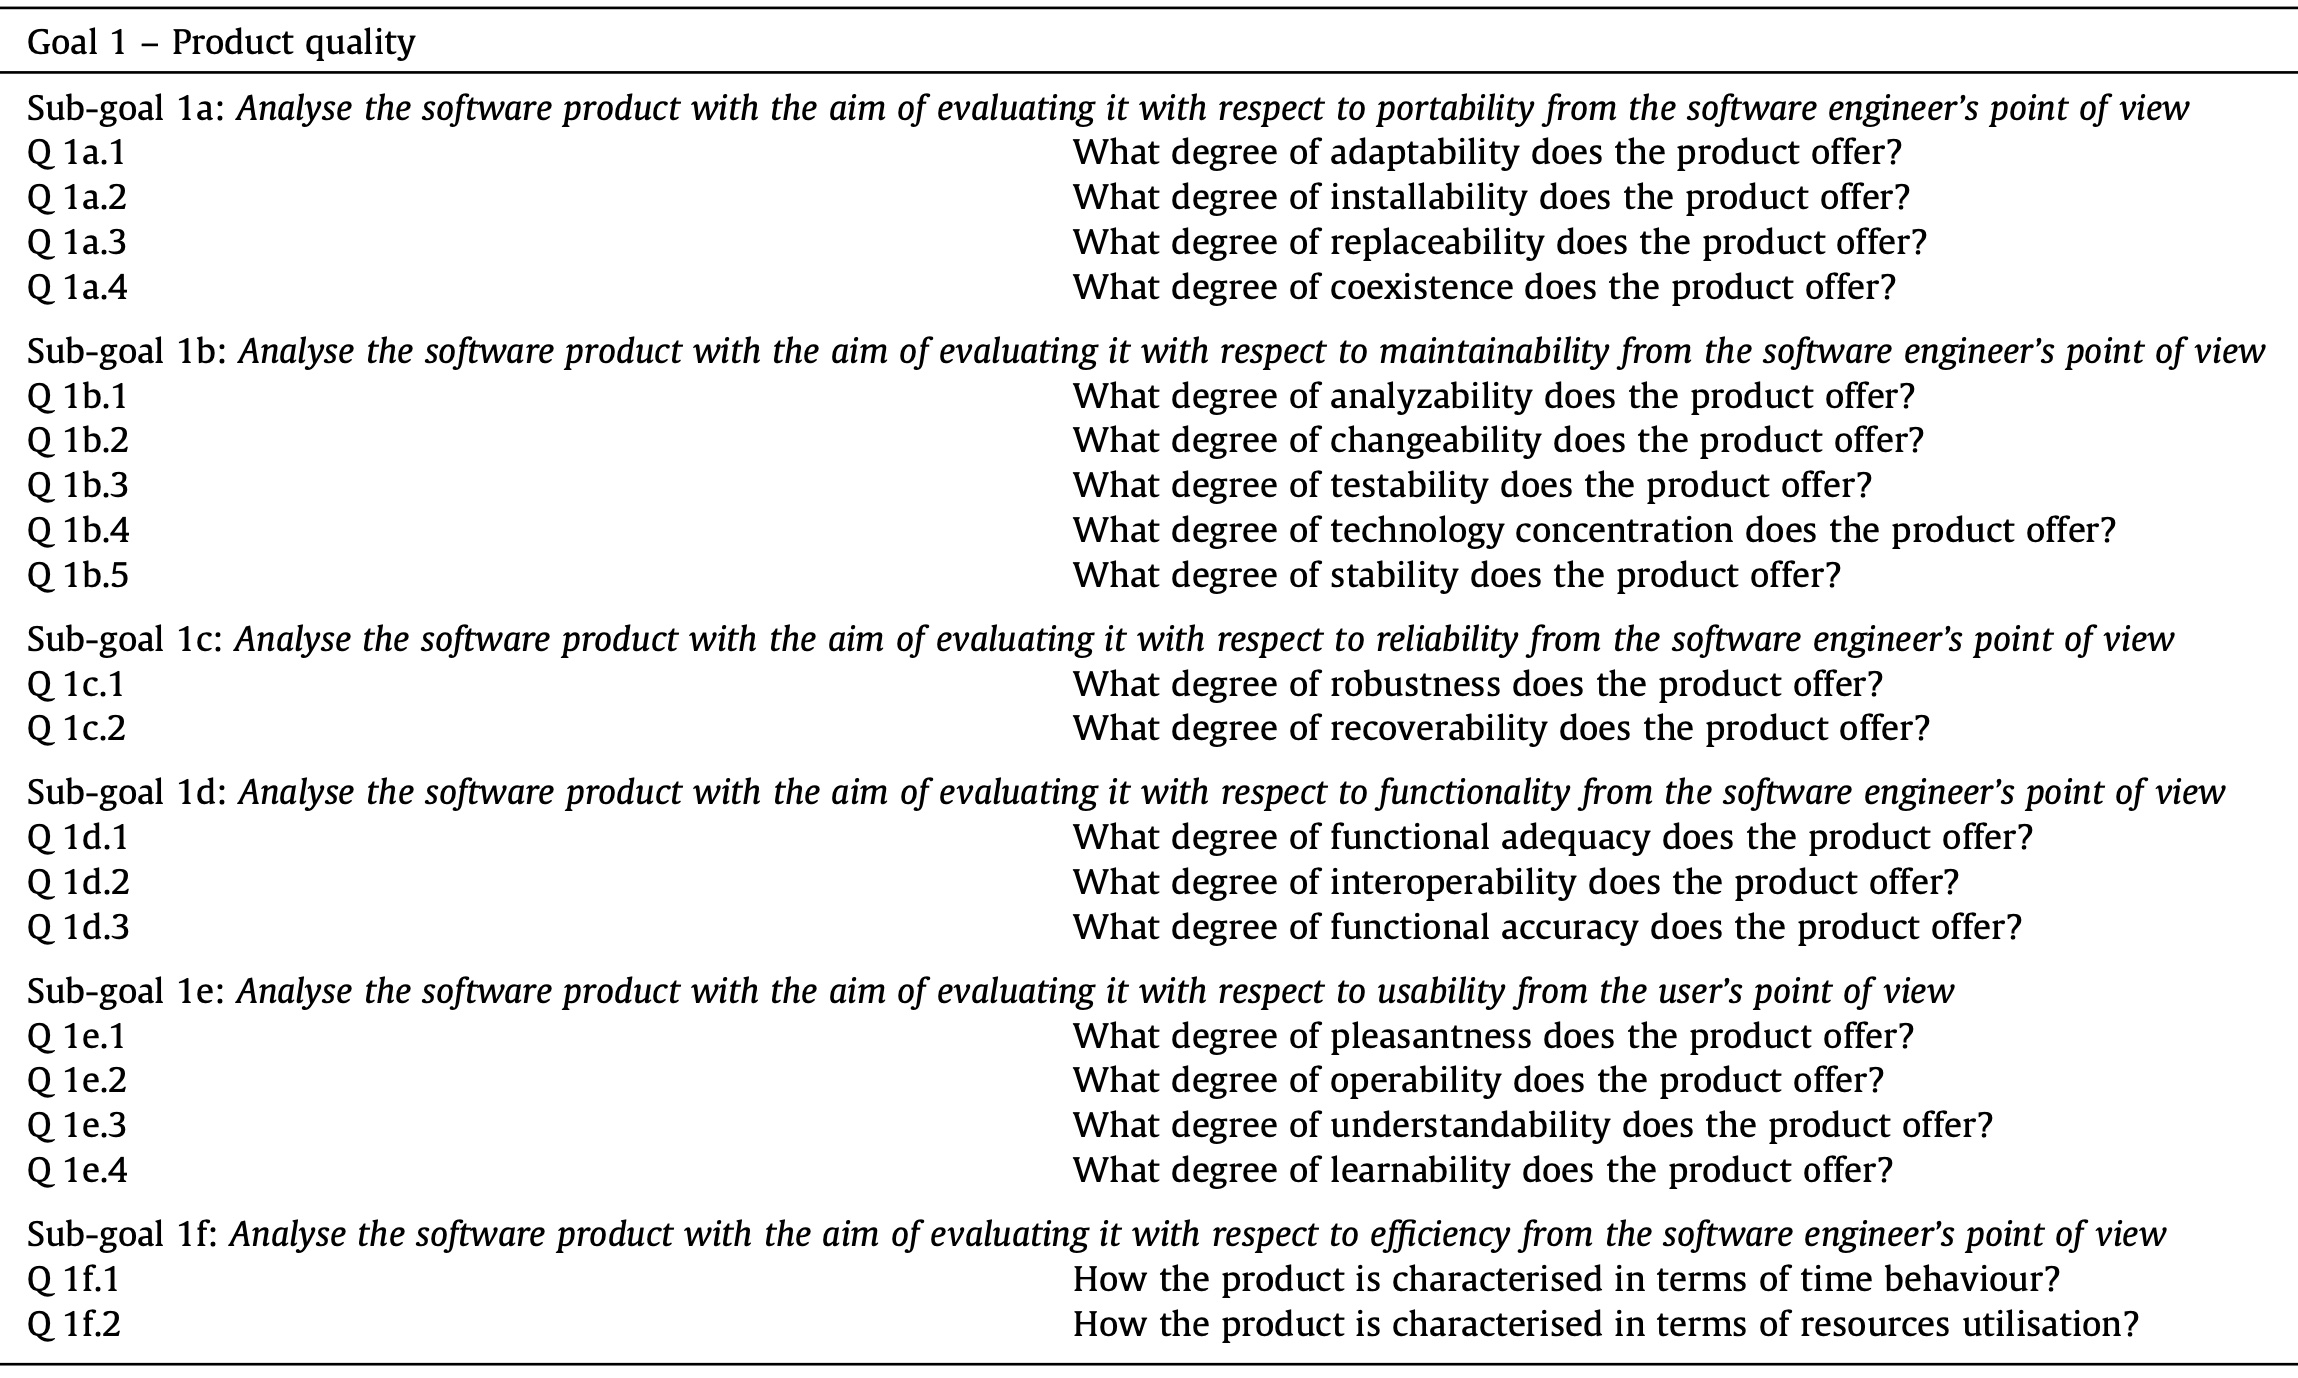 Goal 1 – Product quality
Sub-goal 1a: Analyse the software product with the aim of evaluating it with respect to portability from the software engineer’s point of view
Q 1a.1 What degree of adaptability does the product offer?
Q 1a.2 What degree of installability does the product offer?
Q 1a.3 What degree of replaceability does the product offer?
Q 1a.4 What degree of coexistence does the product offer?
Sub-goal 1b: Analyse the software product with the aim of evaluating it with respect to maintainability from the software engineer’s point of view
Q 1b.1 What degree of analyzability does the product offer?
Q 1b.2 What degree of changeability does the product offer?
Q 1b.3 What degree of testability does the product offer?
Q 1b.4 What degree of technology concentration does the product offer?
Q 1b.5 What degree of stability does the product offer?
Sub-goal 1c: Analyse the software product with the aim of evaluating it with respect to reliability from the software engineer’s point of view
Q 1c.1 What degree of robustness does the product offer?
Q 1c.2 What degree of recoverability does the product offer?
Sub-goal 1d: Analyse the software product with the aim of evaluating it with respect to functionality from the software engineer’s point of view
Q 1d.1 What degree of functional adequacy does the product offer?
Q 1d.2 What degree of interoperability does the product offer?
Q 1d.3 What degree of functional accuracy does the product offer?
Sub-goal 1e: Analyse the software product with the aim of evaluating it with respect to usability from the user’s point of view
Q 1e.1 What degree of pleasantness does the product offer?
Q 1e.2 What degree of operability does the product offer?
Q 1e.3 What degree of understandability does the product offer?
Q 1e.4 What degree of learnability does the product offer?
Sub-goal 1f: Analyse the software product with the aim of evaluating it with respect to efficiency from the software engineer’s point of view
Q 1f.1 How the product is characterised in terms of time behaviour?
Q 1f.2 How the product is characterised in terms of resources utilisation?